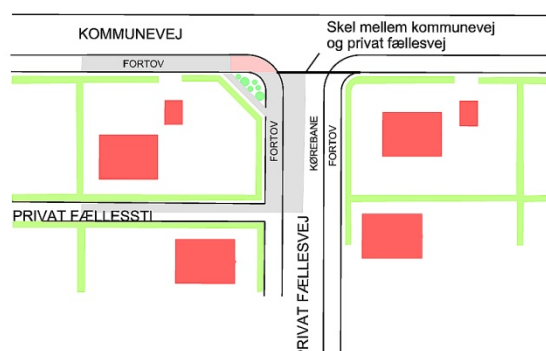 KOMMUNEVEJ
Skel mellem kommunevej
og privat fællesvej
FORTOV
FORTOV
KØREBANE
FORTOV
PRIVAT FÆLLESSTI
PRIVAT FÆLLESVEJ